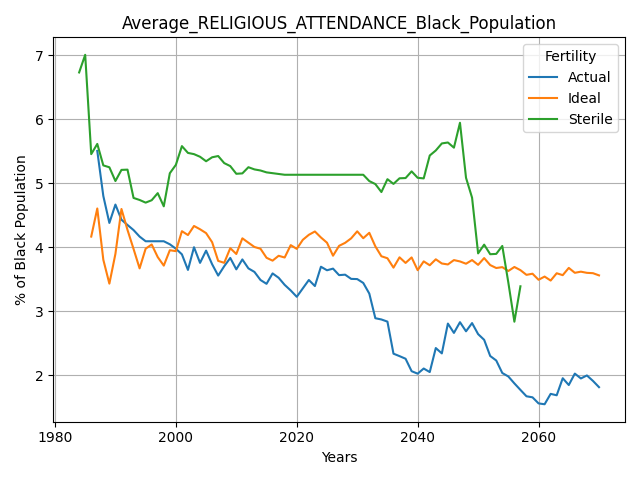 Average_RELIGIOUS_ATTENDANCE_Black_Population
Fertility
Actual
Ideal
Sterile
% of Black Population
7
6
5
4
3
2
1980
2000
2020
2040
2060
Years